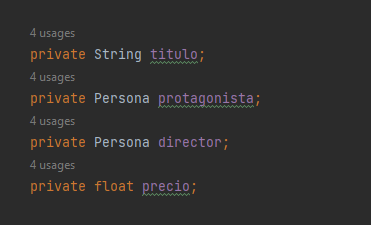 4 usages
private String titulo;
4 usages
private Persona protagonista;
4 usages
private Persona director;
4 usages
private float precio;